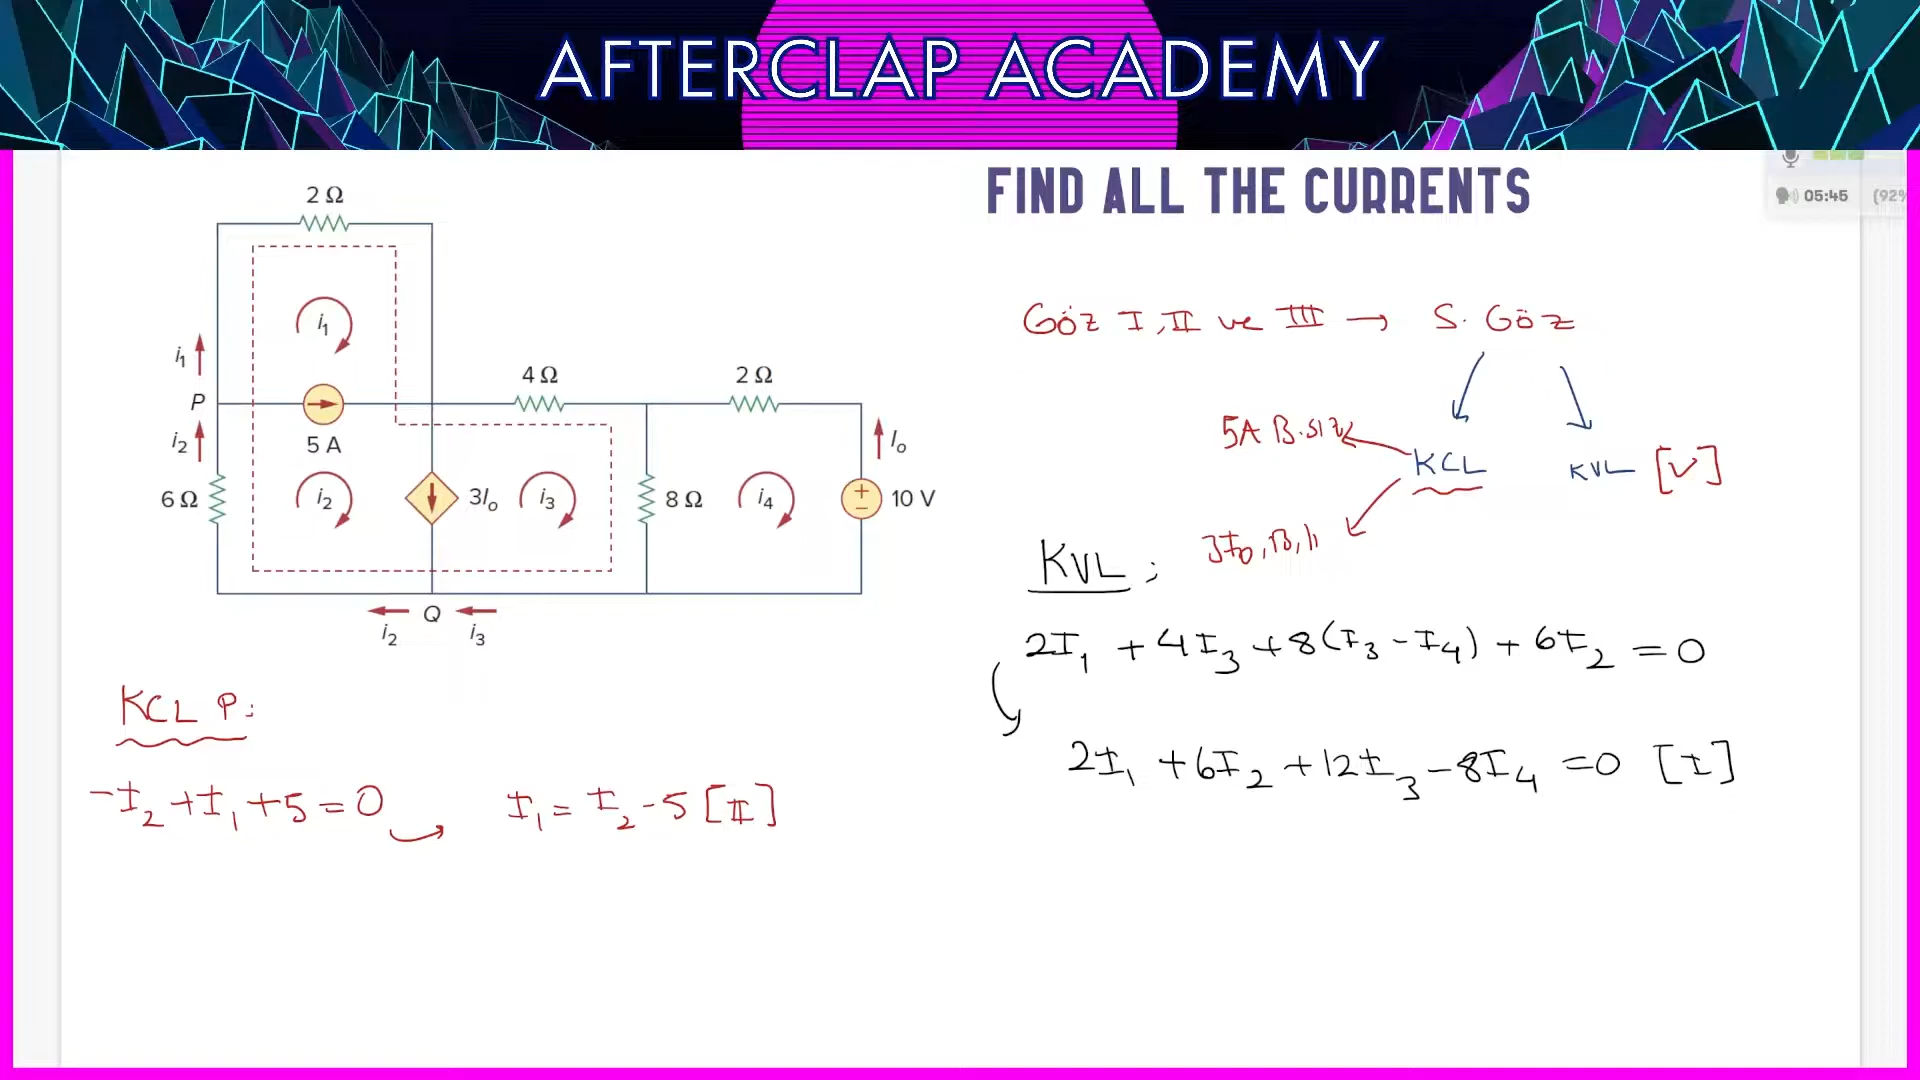 AFTERCLAP ACADEMY
FIND ALL THE CURRENTS
05:45 (92%
2 Ω
i₁
i₁
P
5 A
i₂
6 Ω
i₂
3Iₒ
4 Ω
i₃
8 Ω
2 Ω
i₄
Iₒ
10 V
+
−
i₂ Q i₃
Göz I, II ve III → S. Göz
5A
KCL KVL [✓]
KVL :
2I₁ + 4I₃ + 8(I₃ - I₄) + 6I₂ = 0
2I₁ + 6I₂ + 12I₃ - 8I₄ = 0 [I]
KCL P:
-I₂ + I₁ + 5 = 0 I₁ = I₂ - 5 [II]